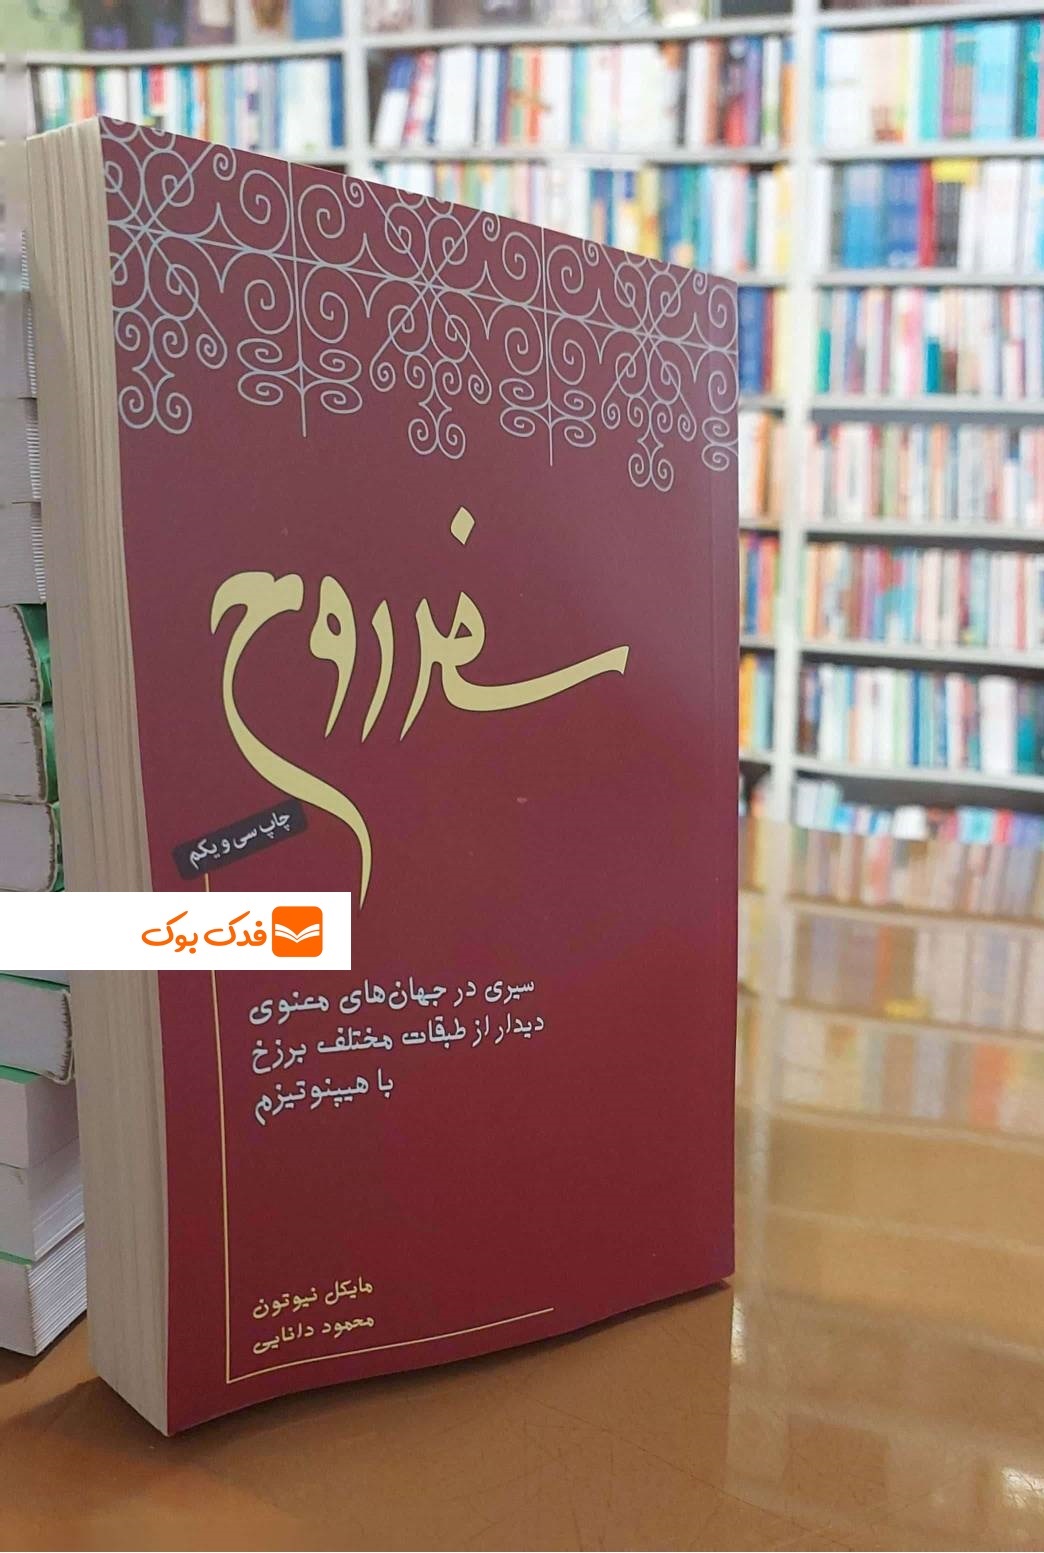 سفر روح
چاپ سی و یکم
فدک بوک
سیری در جهان‌های معنوی
دیدار از طبقات مختلف برزخ
با هیپنوتیزم
مایکل نیوتون
محمود دانایی